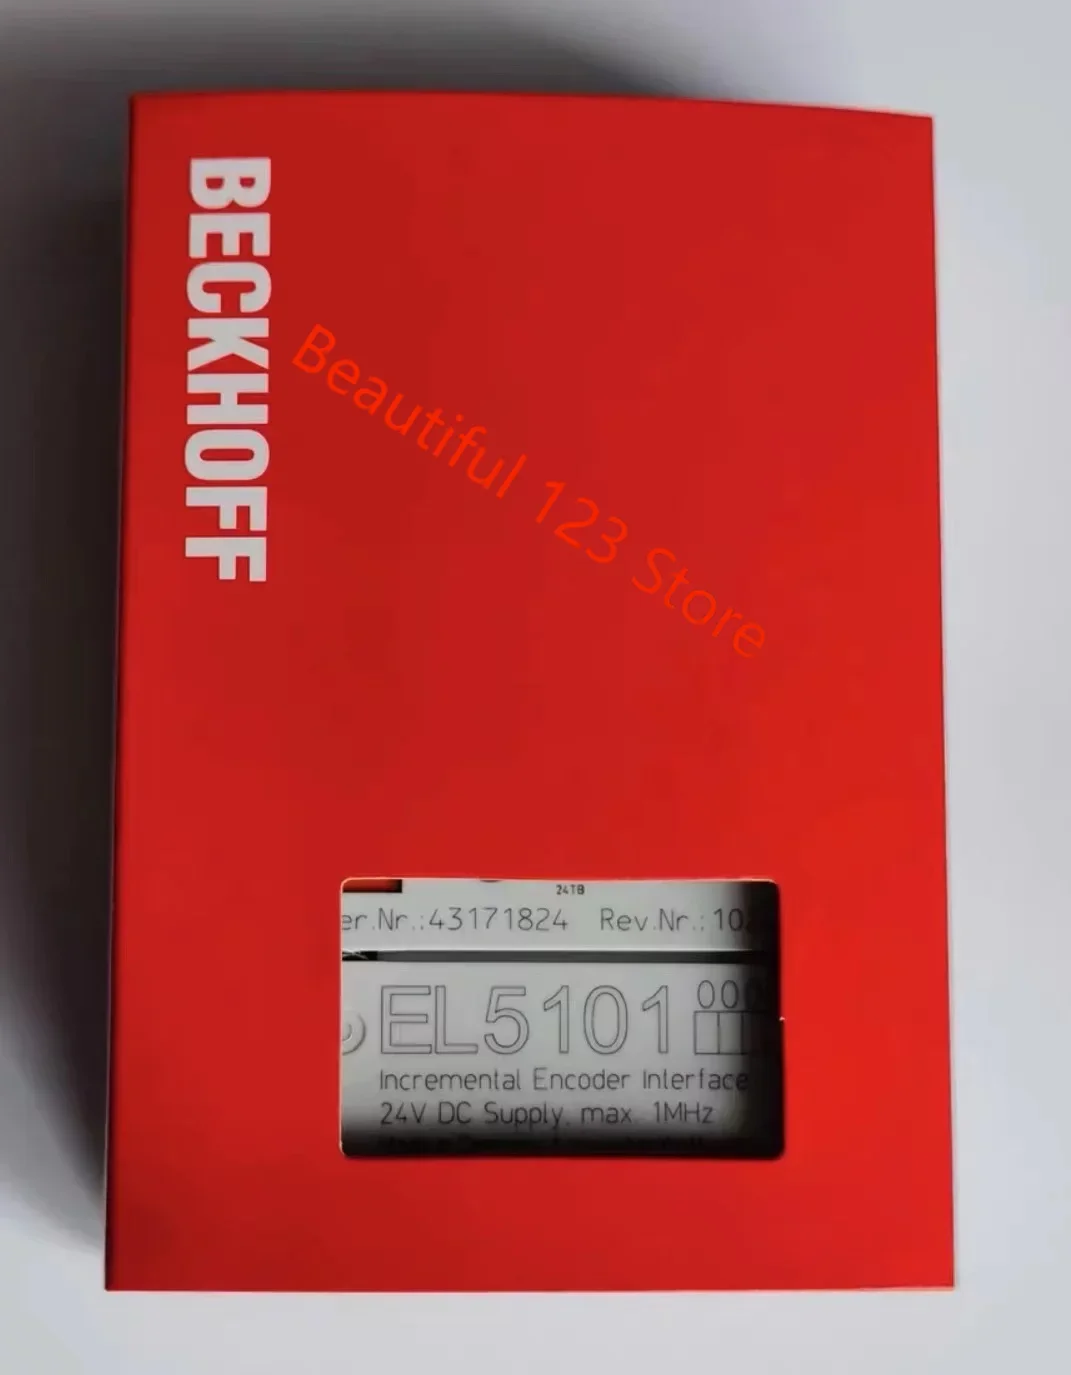 BECKHOFF
Beautiful 123 Store
24TB
er.Nr.:43171824 Rev.Nr.: 10
EL5101 000
Incremental Encoder Interface
24V DC Supply, max. 1MHz